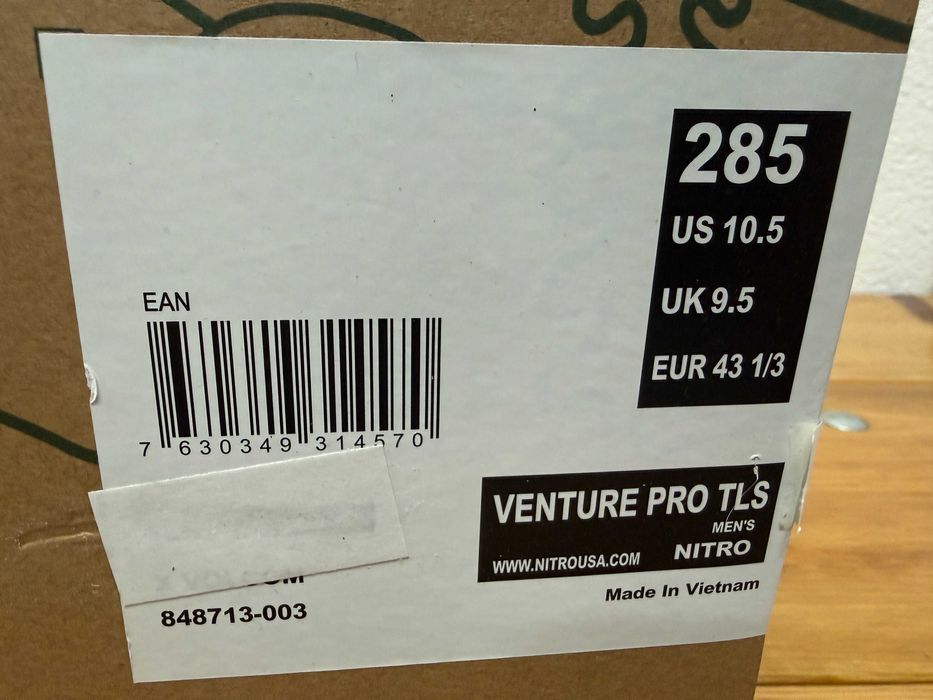 285
US 10.5
UK 9.5
EUR 43 1/3
EAN
7 630349 314570
VENTURE PRO TLS
MEN'S
WWW.NITROUSA.COM NITRO
Made In Vietnam
848713-003